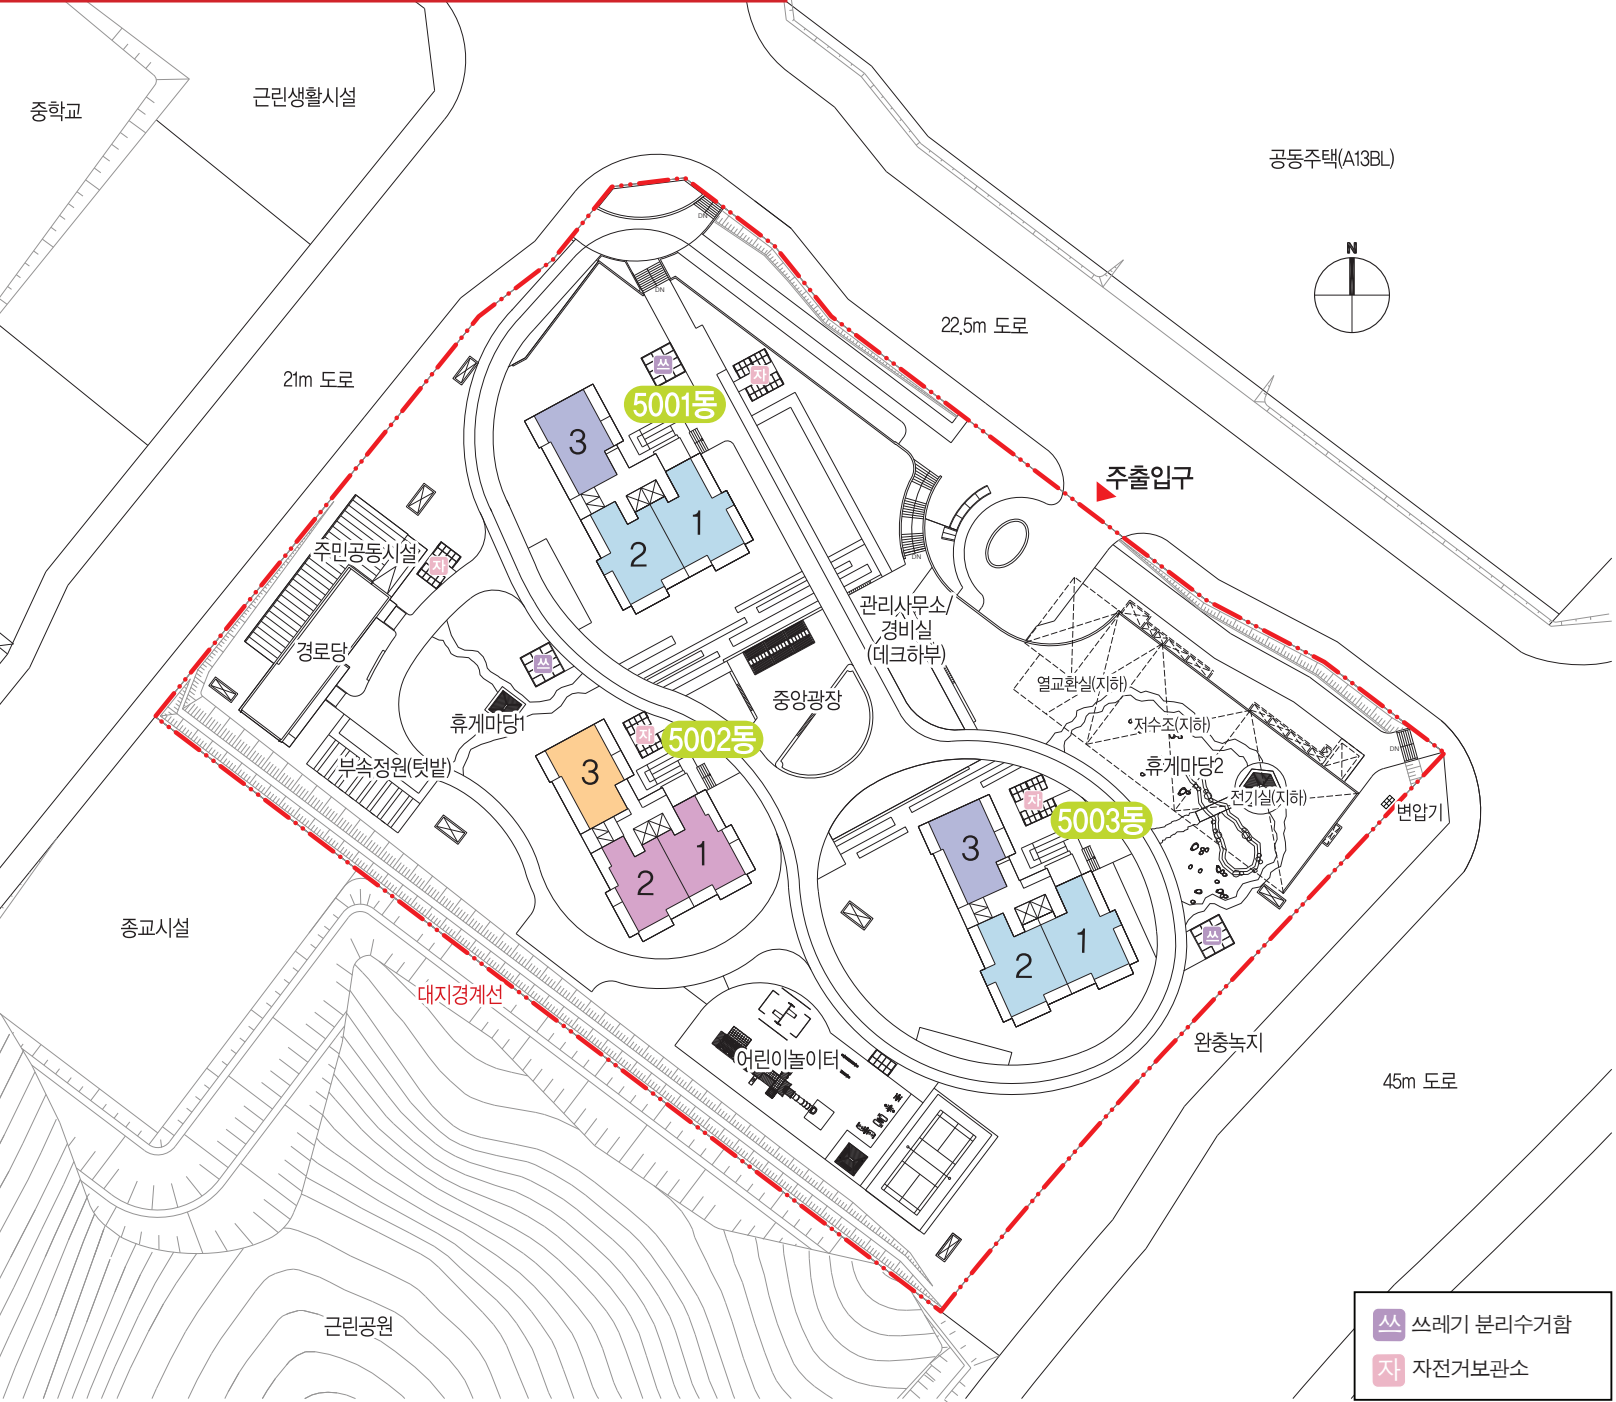 중학교
근린생활시설
공동주택(A13BL)
N
DN
DN
22.5m 도로
21m 도로
쓰
자
5001동
3
1
2
주출입구
DN
주민공동시설
자
관리사무소/
경비실
(데크하부)
경로당
쓰
열교환실(지하)
중앙광장
휴게마당1
저수조(지하)
자
5002동
DN
휴게마당2
부속정원(텃밭)
3
전기실(지하)
자
변압기
5003동
3
1
2
쓰
1
2
종교시설
대지경계선
완충녹지
어린이놀이터
45m 도로
근린공원
쓰 쓰레기 분리수거함
자 자전거보관소